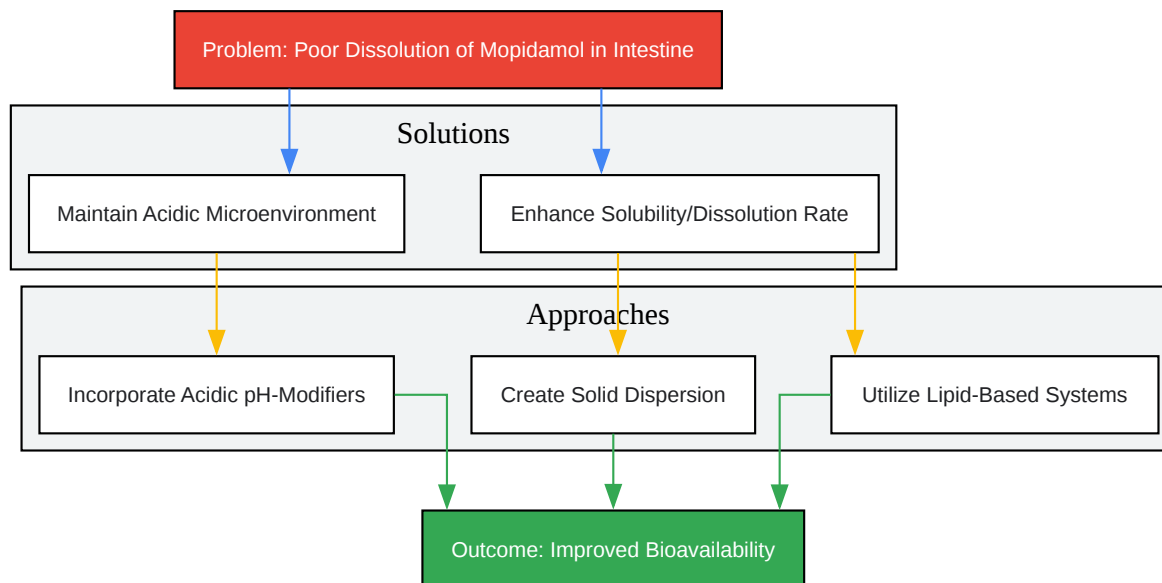 Problem: Poor Dissolution of Mopidamol in Intestine
Solutions
Maintain Acidic Microenvironment
Enhance Solubility/Dissolution Rate
Approaches
Incorporate Acidic pH-Modifiers
Create Solid Dispersion
Utilize Lipid-Based Systems
Outcome: Improved Bioavailability